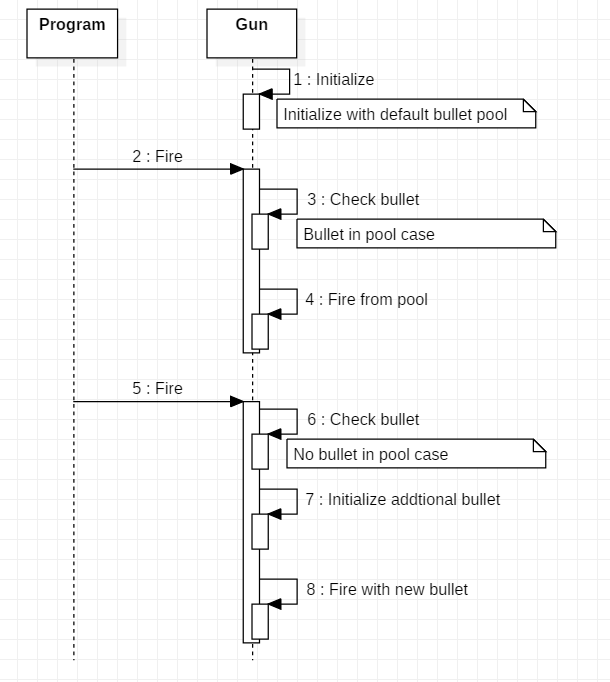 Program
Gun
1 : Initialize
Initialize with default bullet pool
2 : Fire
3 : Check bullet
Bullet in pool case
4 : Fire from pool
5 : Fire
6 : Check bullet
No bullet in pool case
7 : Initialize addtional bullet
8 : Fire with new bullet